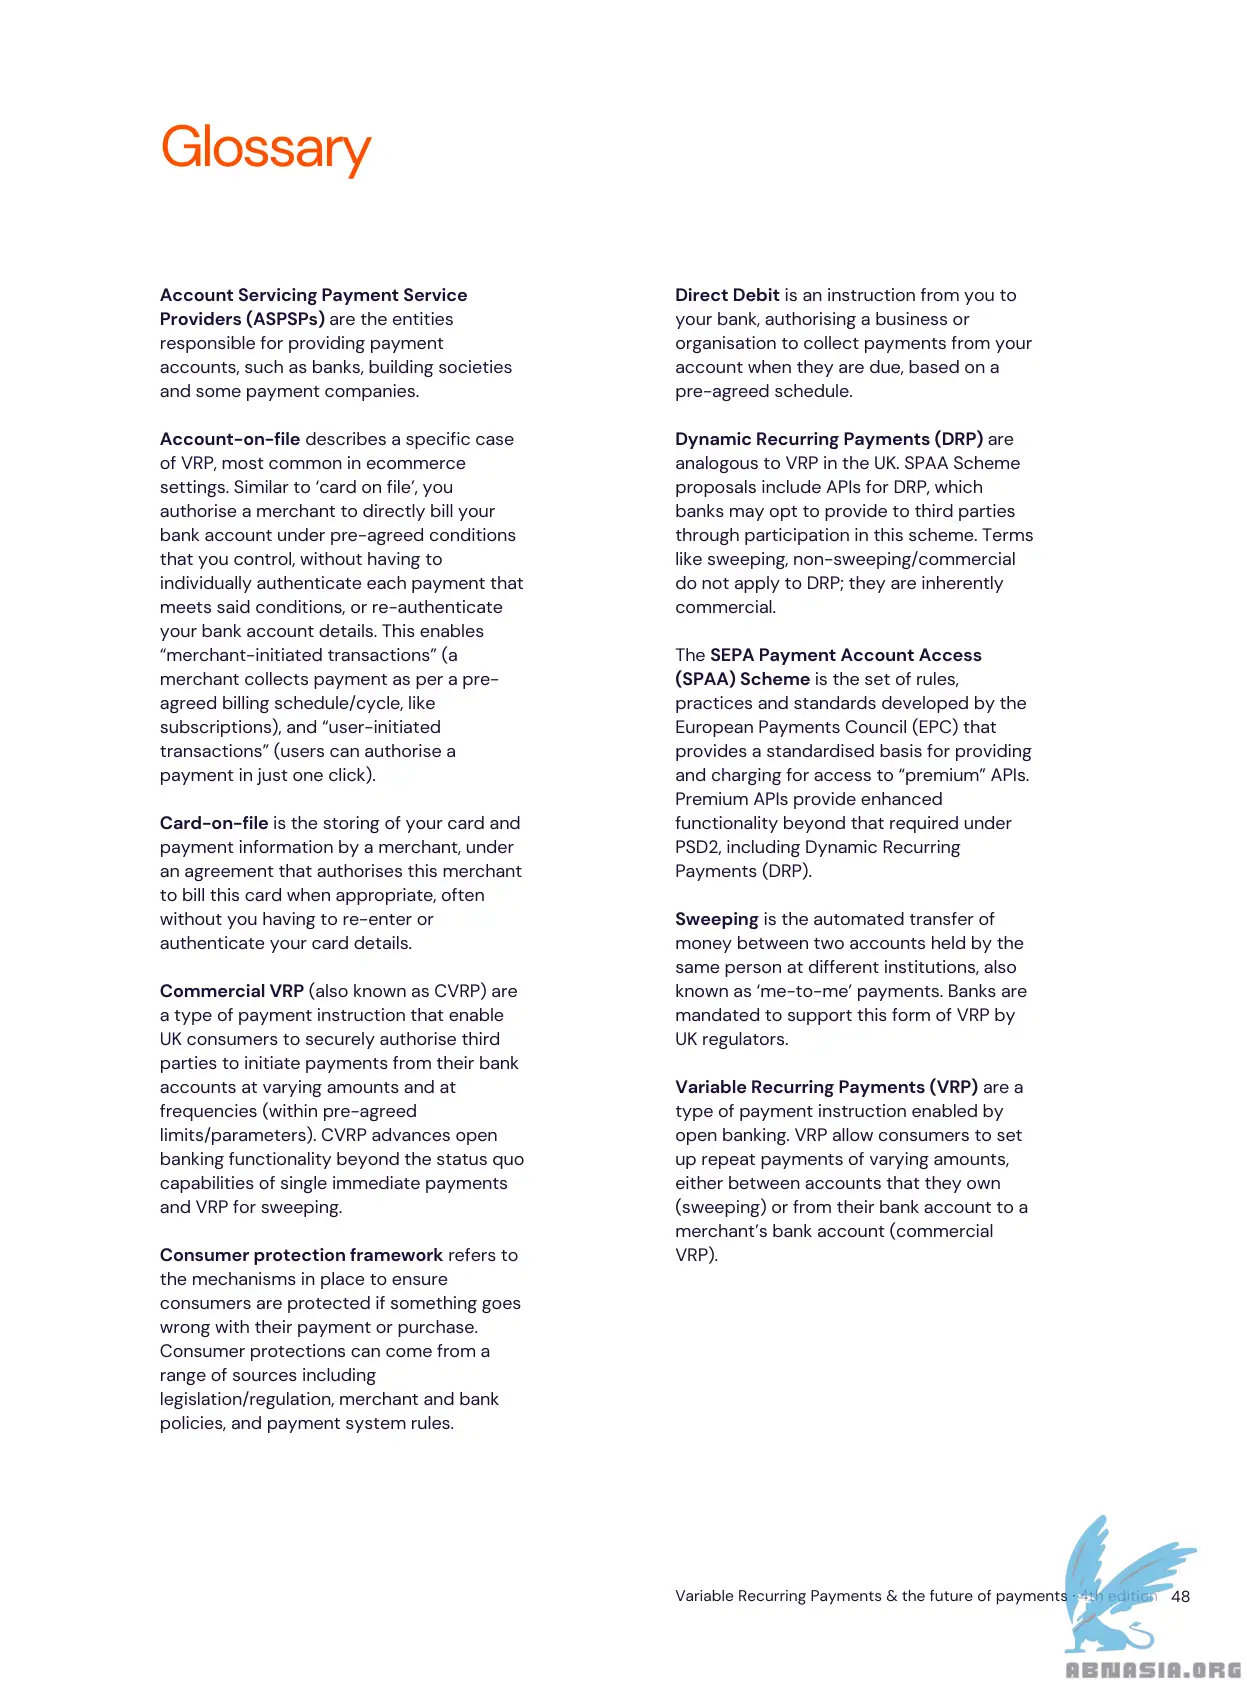 Glossary
Account Servicing Payment Service
Providers (ASPSPs) are the entities
responsible for providing payment
accounts, such as banks, building societies
and some payment companies.
Account-on-file describes a specific case
of VRP, most common in ecommerce
settings. Similar to ‘card on file’, you
authorise a merchant to directly bill your
bank account under pre-agreed conditions
that you control, without having to
individually authenticate each payment that
meets said conditions, or re-authenticate
your bank account details. This enables
“merchant-initiated transactions” (a
merchant collects payment as per a pre-
agreed billing schedule/cycle, like
subscriptions), and “user-initiated
transactions” (users can authorise a
payment in just one click).
Card-on-file is the storing of your card and
payment information by a merchant, under
an agreement that authorises this merchant
to bill this card when appropriate, often
without you having to re-enter or
authenticate your card details.
Commercial VRP (also known as CVRP) are
a type of payment instruction that enable
UK consumers to securely authorise third
parties to initiate payments from their bank
accounts at varying amounts and at
frequencies (within pre-agreed
limits/parameters). CVRP advances open
banking functionality beyond the status quo
capabilities of single immediate payments
and VRP for sweeping.
Consumer protection framework refers to
the mechanisms in place to ensure
consumers are protected if something goes
wrong with their payment or purchase.
Consumer protections can come from a
range of sources including
legislation/regulation, merchant and bank
policies, and payment system rules.
Direct Debit is an instruction from you to
your bank, authorising a business or
organisation to collect payments from your
account when they are due, based on a
pre-agreed schedule.
Dynamic Recurring Payments (DRP) are
analogous to VRP in the UK. SPAA Scheme
proposals include APIs for DRP, which
banks may opt to provide to third parties
through participation in this scheme. Terms
like sweeping, non-sweeping/commercial
do not apply to DRP; they are inherently
commercial.
The SEPA Payment Account Access
(SPAA) Scheme is the set of rules,
practices and standards developed by the
European Payments Council (EPC) that
provides a standardised basis for providing
and charging for access to “premium” APIs.
Premium APIs provide enhanced
functionality beyond that required under
PSD2, including Dynamic Recurring
Payments (DRP).
Sweeping is the automated transfer of
money between two accounts held by the
same person at different institutions, also
known as ‘me-to-me’ payments. Banks are
mandated to support this form of VRP by
UK regulators.
Variable Recurring Payments (VRP) are a
type of payment instruction enabled by
open banking. VRP allow consumers to set
up repeat payments of varying amounts,
either between accounts that they own
(sweeping) or from their bank account to a
merchant’s bank account (commercial
VRP).
Variable Recurring Payments & the future of payments · 4th edition 48
ABNASIA.ORG